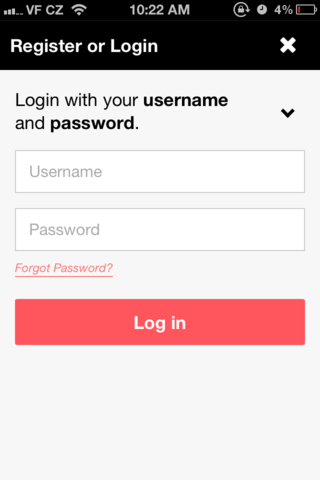 VF CZ 10:22 AM 4%
Register or Login
Login with your username
and password.
Username
Password
Forgot Password?
Log in